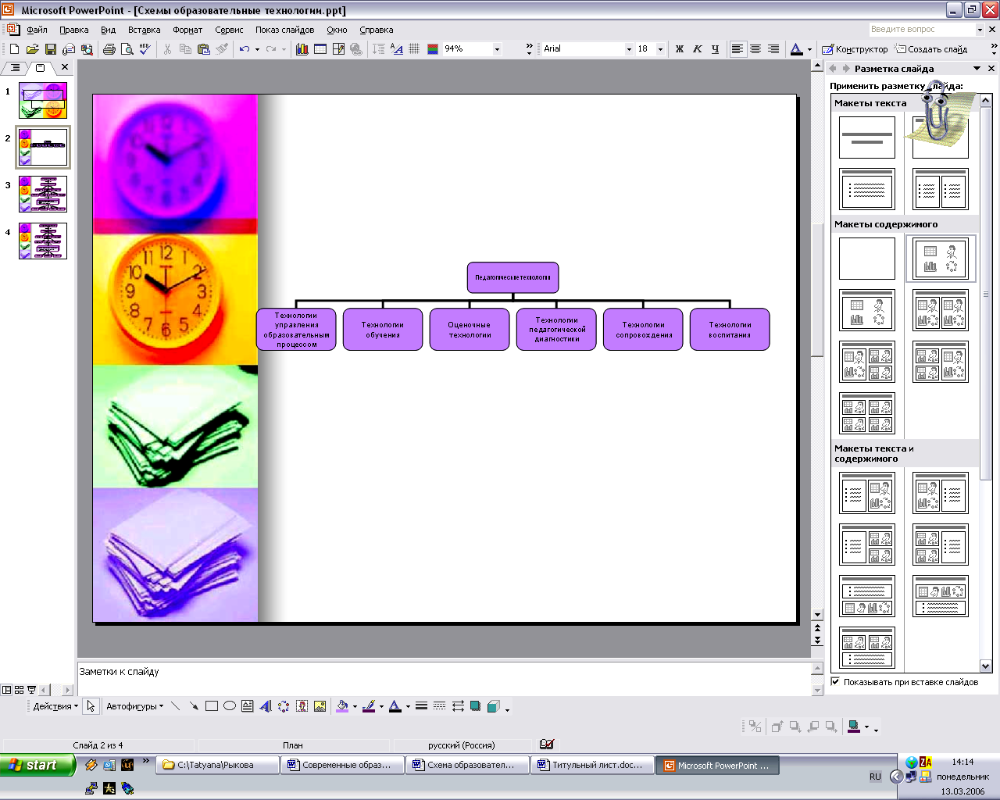 Microsoft PowerPoint - [Схемы образовательные технологии.ppt]
Файл Правка Вид Вставка Формат Сервис Показ слайдов Окно Справка
Введите вопрос
94% Arial 18 Ж К Ч Конструктор Создать слайд
Разметка слайда
Применить разметку слайда:
Макеты текста
1
2
3
4
Макеты содержимого
Педагогические технологии
Технологии
управления
образовательным
процессом
Технологии
обучения
Оценочные
технологии
Технологии
педагогической
диагностики
Технологии
сопровождения
Технологии
воспитания
Макеты текста и
содержимого
Заметки к слайду
Показывать при вставке слайдов
Действия Автофигуры
Слайд 2 из 4 План русский (Россия)
start C:\Tatyana\Рыкова Современные образ... Схема образовател... Титульный лист.doc... Microsoft PowerPoint ... 14:14
RU понедельник
13.03.2006